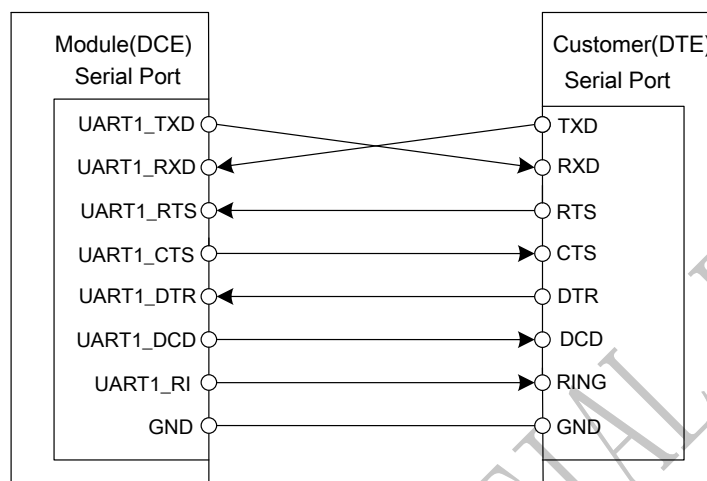 Module(DCE)
Serial Port
UART1_TXD
UART1_RXD
UART1_RTS
UART1_CTS
UART1_DTR
UART1_DCD
UART1_RI
GND
Customer(DTE)
Serial Port
TXD
RXD
RTS
CTS
DTR
DCD
RING
GND